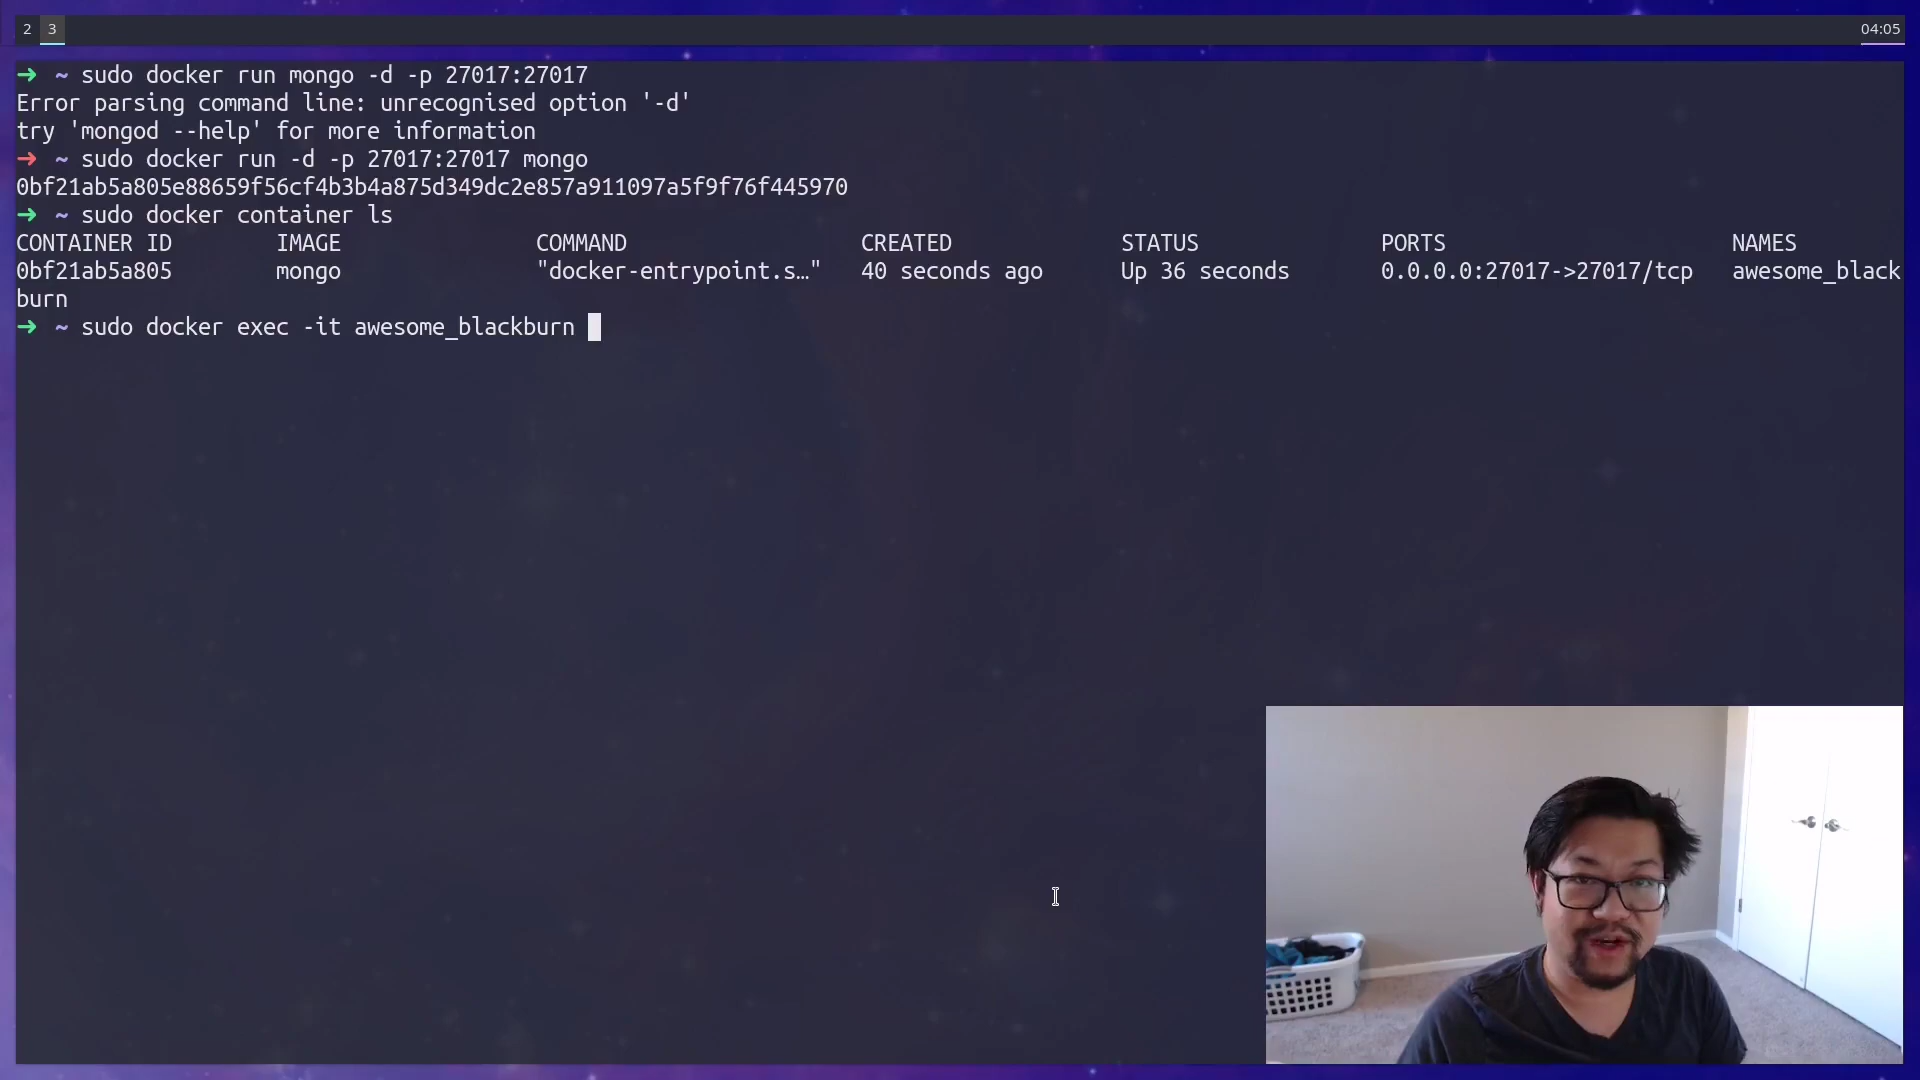 2 3 04:05
➜ ~ sudo docker run mongo -d -p 27017:27017
Error parsing command line: unrecognised option '-d'
try 'mongod --help' for more information
➜ ~ sudo docker run -d -p 27017:27017 mongo
0bf21ab5a805e88659f56cf4b3b4a875d349dc2e857a911097a5f9f76f445970
➜ ~ sudo docker container ls
CONTAINER ID IMAGE COMMAND CREATED STATUS PORTS NAMES
0bf21ab5a805 mongo "docker-entrypoint.s…" 40 seconds ago Up 36 seconds 0.0.0.0:27017->27017/tcp awesome_black
burn
➜ ~ sudo docker exec -it awesome_blackburn